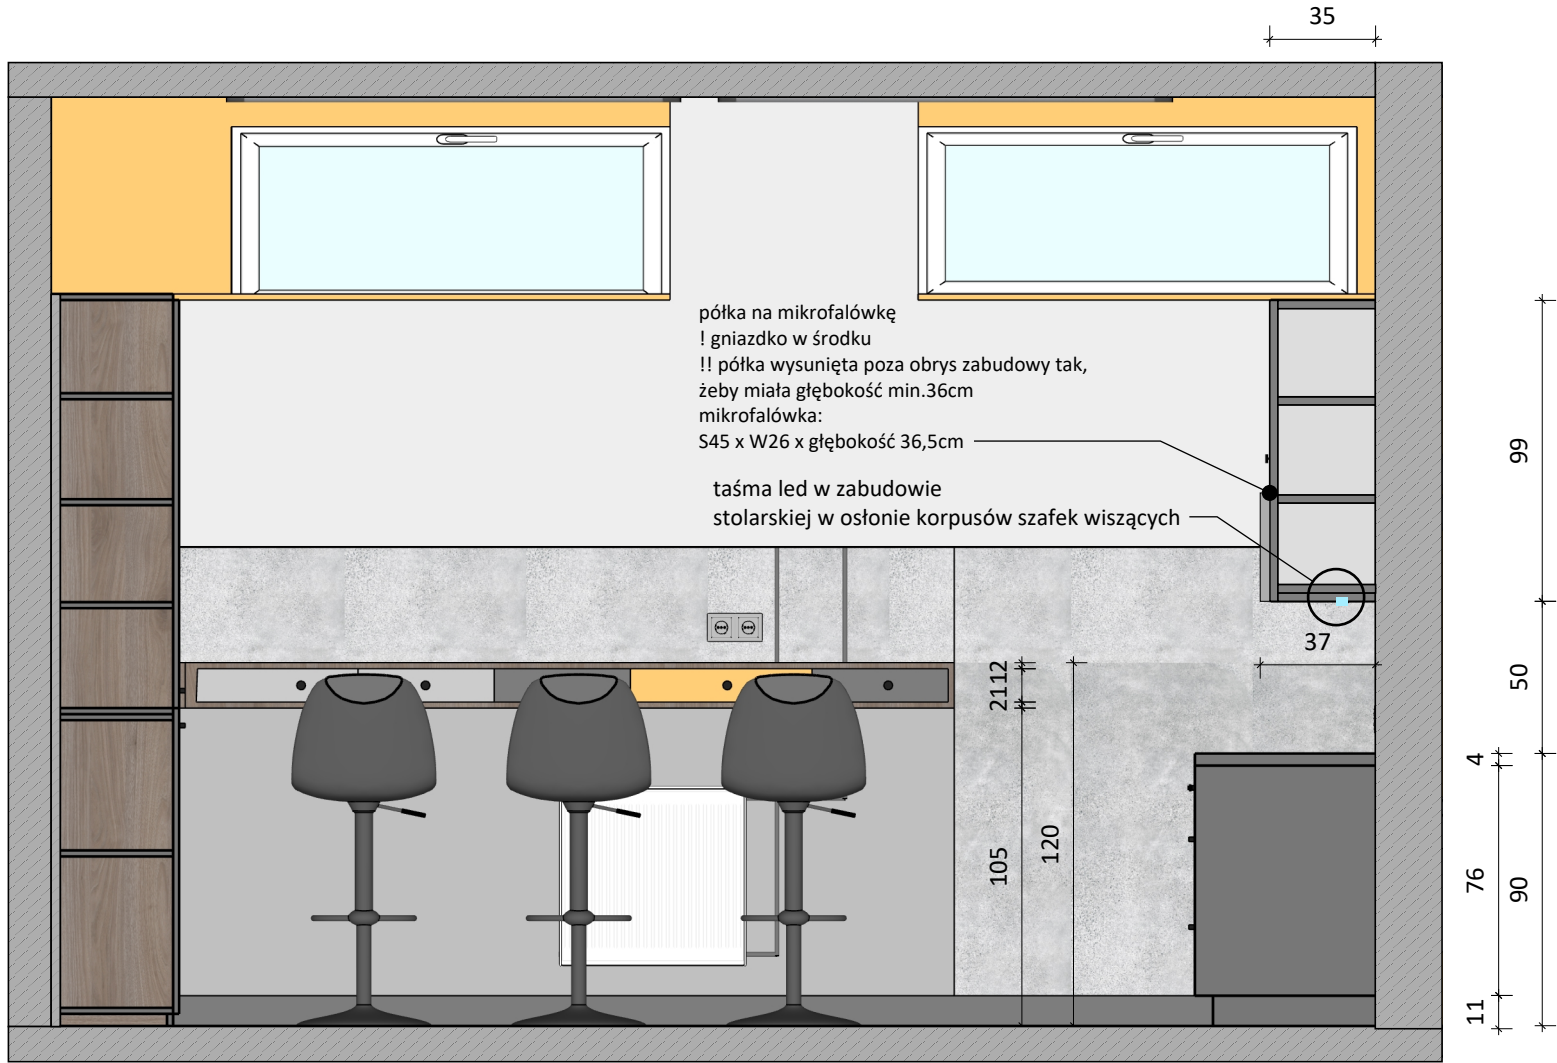 35
półka na mikrofalówkę
! gniazdko w środku
!! półka wysunięta poza obrys zabudowy tak,
żeby miała głębokość min.36cm
mikrofalówka:
S45 x W26 x głębokość 36,5cm
99
taśma led w zabudowie
stolarskiej w osłonie korpusów szafek wiszących
37
2112
50
4
105
120
76
90
11